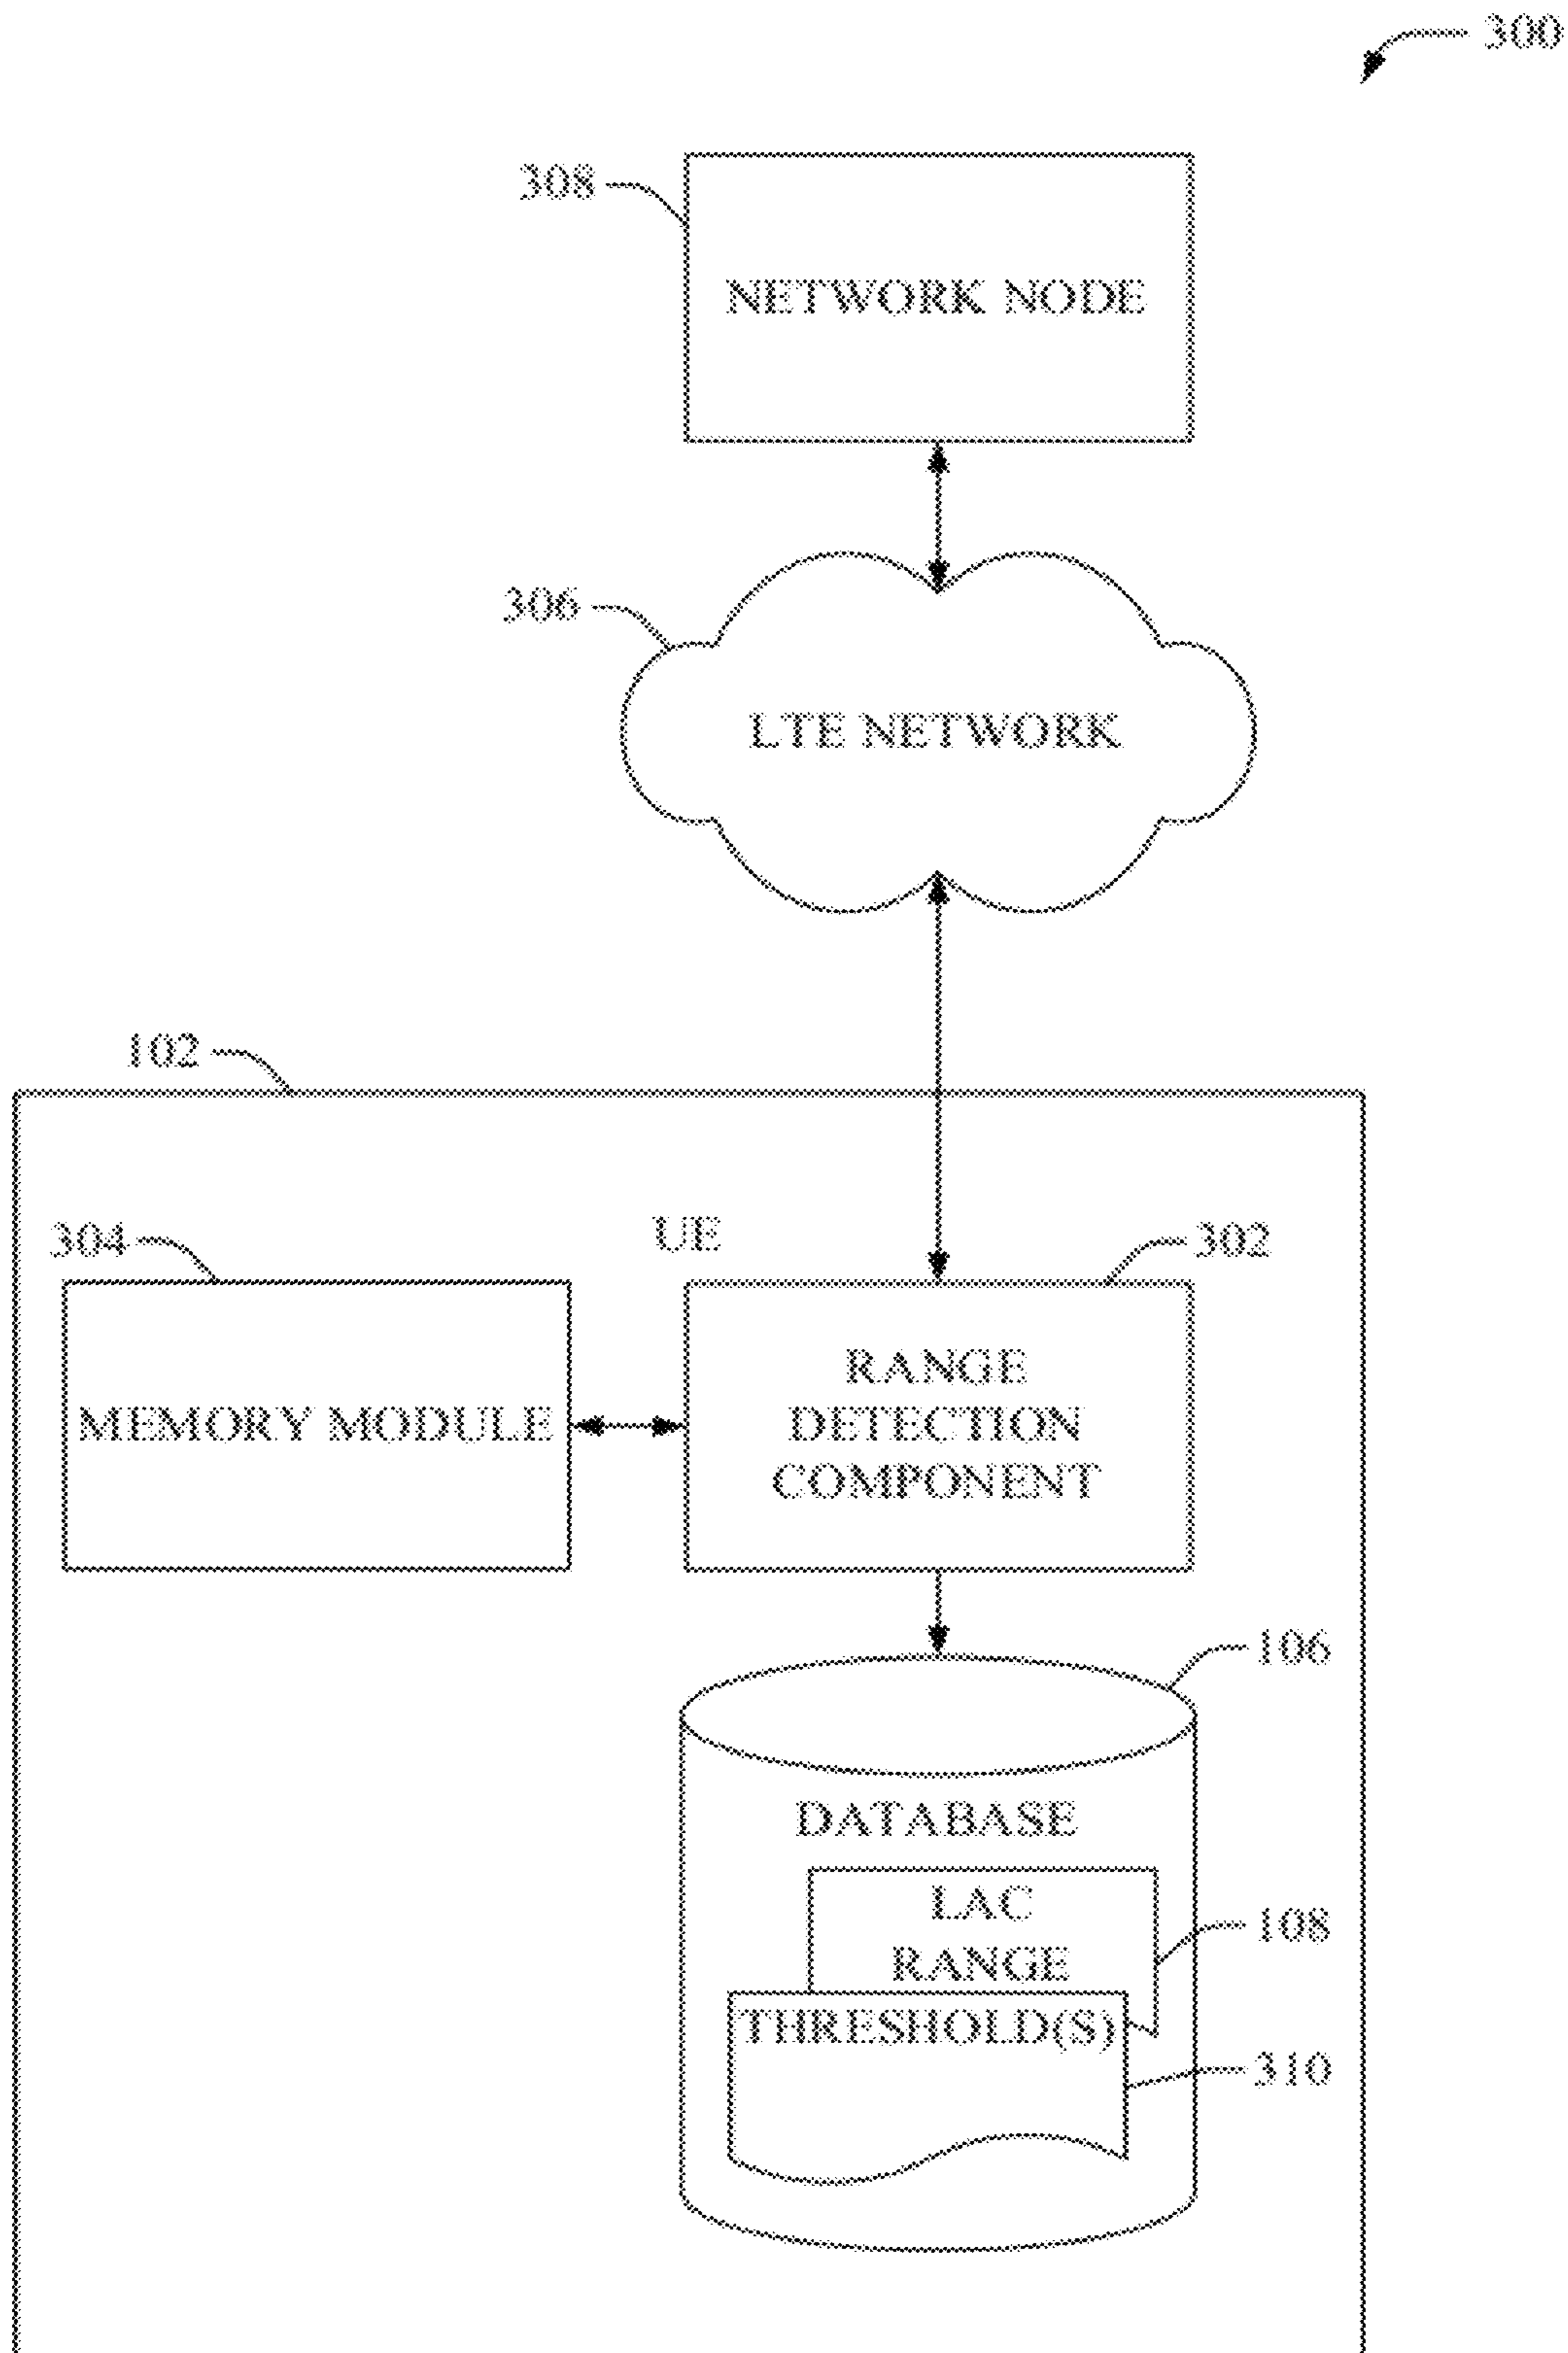 300
308
NETWORK NODE
306
LTE NETWORK
102
304
UE
302
MEMORY MODULE
RANGE
DETECTION
COMPONENT
106
DATABASE
LAC
RANGE
108
THRESHOLD(S)
310